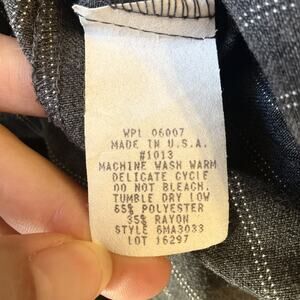 WPL 06007
MADE IN U.S.A.
#1013
MACHINE WASH WARM
DELICATE CYCLE
DO NOT BLEACH.
TUMBLE DRY LOW
65% POLYESTER
35% RAYON
STYLE 6MA3033
LOT 16297